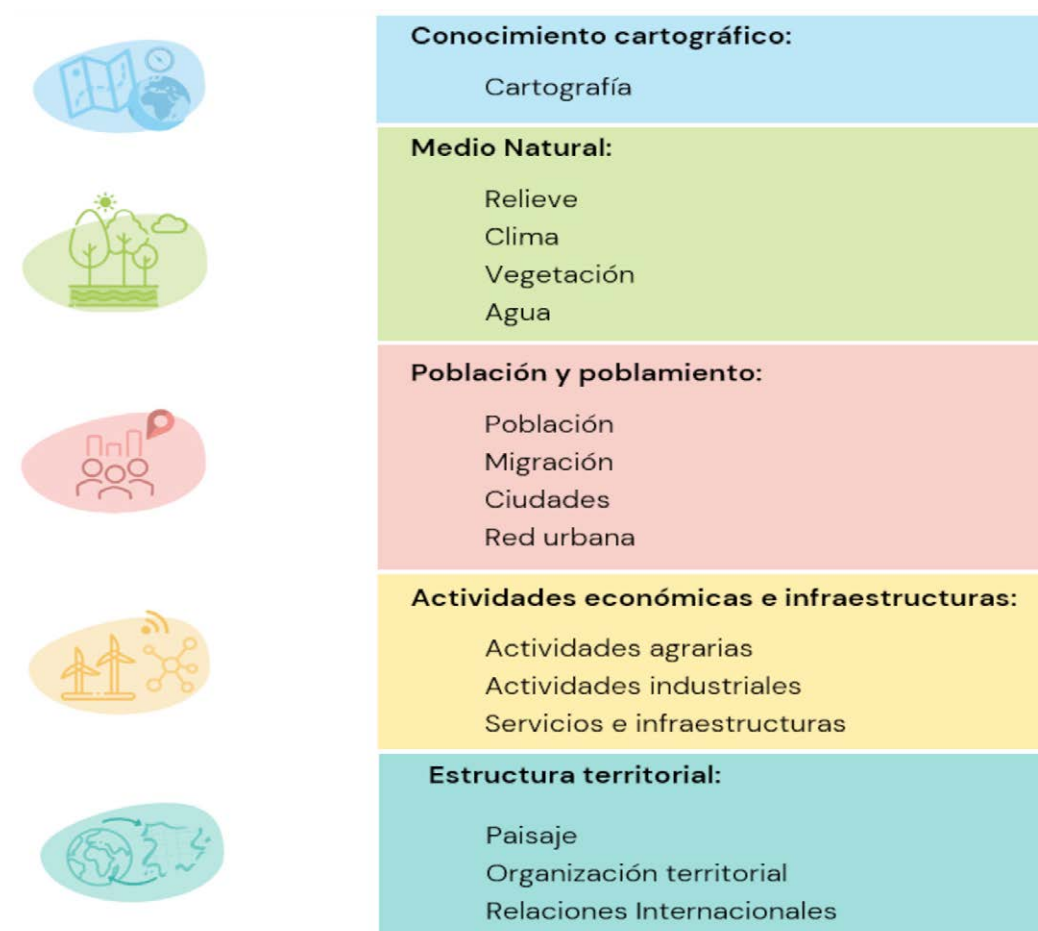 Conocimiento cartográfico:
Cartografía
Medio Natural:
Relieve
Clima
Vegetación
Agua
Población y poblamiento:
Población
Migración
Ciudades
Red urbana
Actividades económicas e infraestructuras:
Actividades agrarias
Actividades industriales
Servicios e infraestructuras
Estructura territorial:
Paisaje
Organización territorial
Relaciones Internacionales